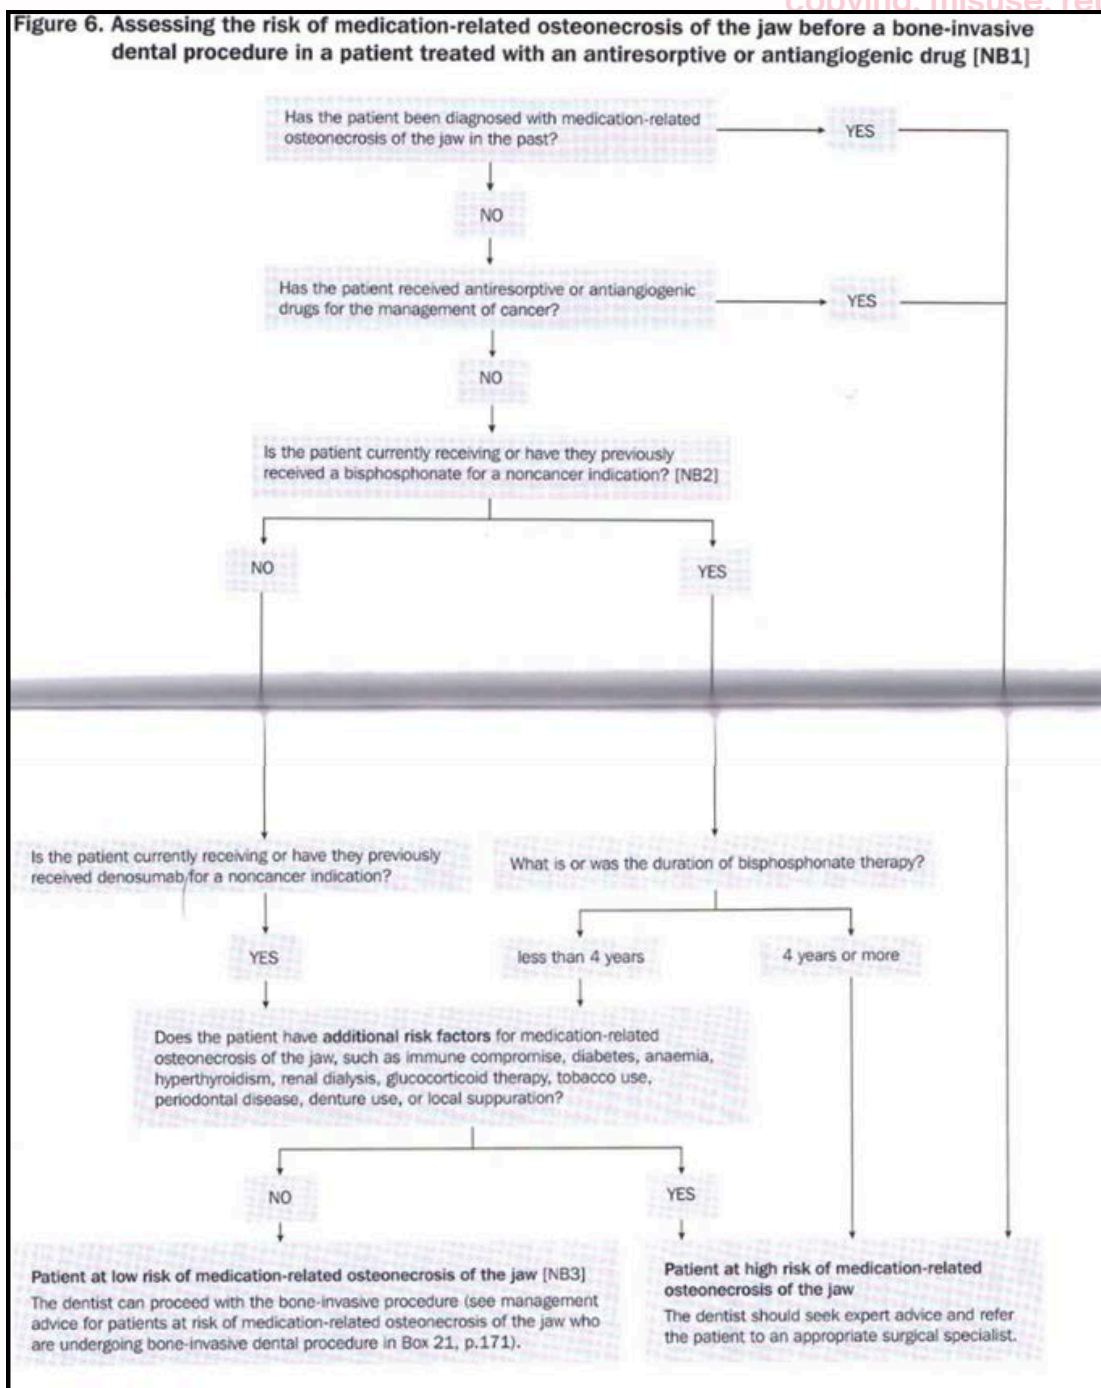 copying, misuse, re
Figure 6. Assessing the risk of medication-related osteonecrosis of the jaw before a bone-invasive
dental procedure in a patient treated with an antiresorptive or antiangiogenic drug [NB1]
Has the patient been diagnosed with medication-related
osteonecrosis of the jaw in the past?
YES
NO
Has the patient received antiresorptive or antiangiogenic
drugs for the management of cancer?
YES
NO
Is the patient currently receiving or have they previously
received a bisphosphonate for a noncancer indication? [NB2]
NO
YES
Is the patient currently receiving or have they previously
received denosumab for a noncancer indication?
What is or was the duration of bisphosphonate therapy?
YES
less than 4 years
4 years or more
Does the patient have additional risk factors for medication-related
osteonecrosis of the jaw, such as immune compromise, diabetes, anaemia,
hyperthyroidism, renal dialysis, glucocorticoid therapy, tobacco use,
periodontal disease, denture use, or local suppuration?
NO
YES
Patient at low risk of medication-related osteonecrosis of the jaw [NB3]
The dentist can proceed with the bone-invasive procedure (see management
advice for patients at risk of medication-related osteonecrosis of the jaw who
are undergoing bone-invasive dental procedure in Box 21, p.171).
Patient at high risk of medication-related
osteonecrosis of the jaw
The dentist should seek expert advice and refer
the patient to an appropriate surgical specialist.